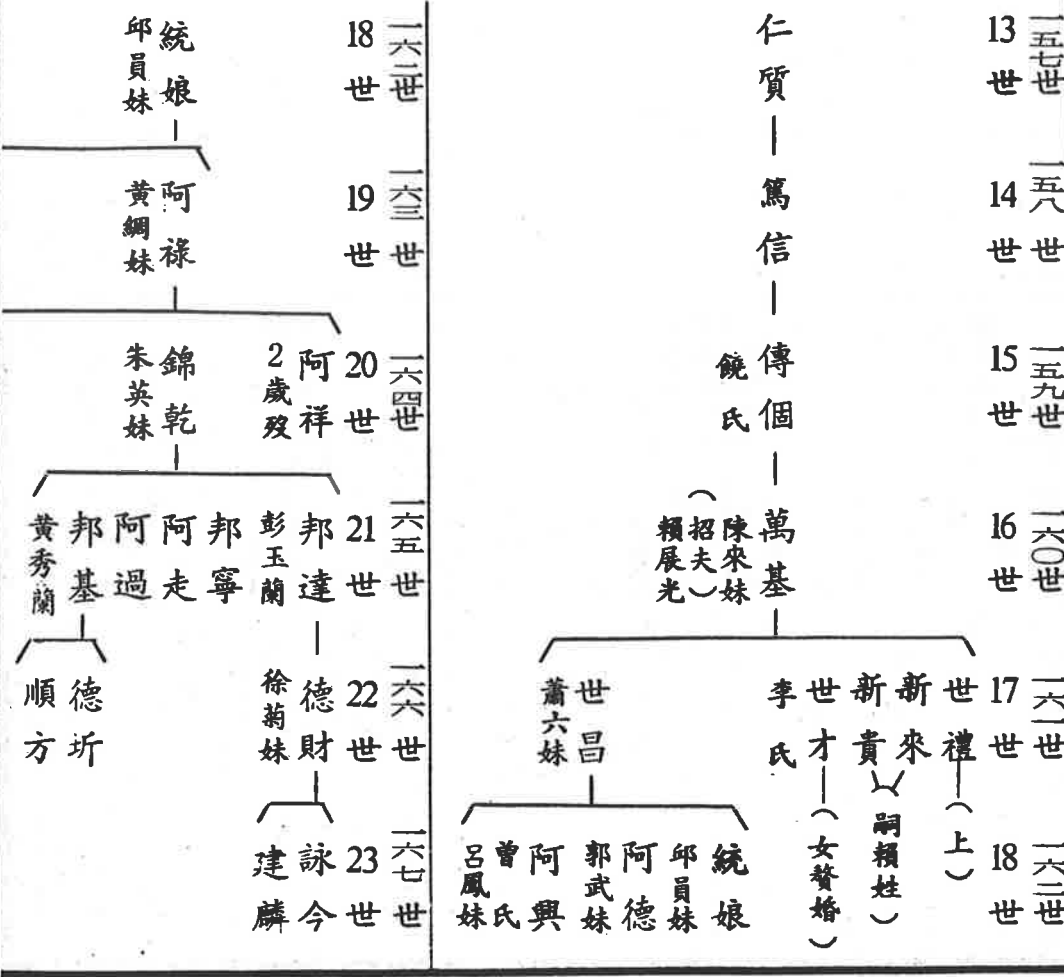 一五七世
13世
仁質
一五八世
14世
篤信
一五九世
15世
傳個
饒氏
一六〇世
16世
萬基
陳來妹
(招夫)
賴展光
一六一世
17世
世禮
新來
新貴
世才
李氏
世昌
蕭六妹
一六二世
18世
(上)
(嗣賴姓)
(女贅婚)
統娘
邱員妹
阿德
郭武妹
阿興
曾氏
呂鳳妹
一六二世
18世
統娘
邱員妹
一六三世
19世
阿祿
黃綢妹
一六四世
20世
阿祥
2歲歿
錦乾
朱英妹
一六五世
21世
邦達
彭玉蘭
邦寧
阿走
阿過
邦基
黃秀蘭
一六六世
22世
德財
徐菊妹
德圻
順方
一六七世
23世
詠今
建麟